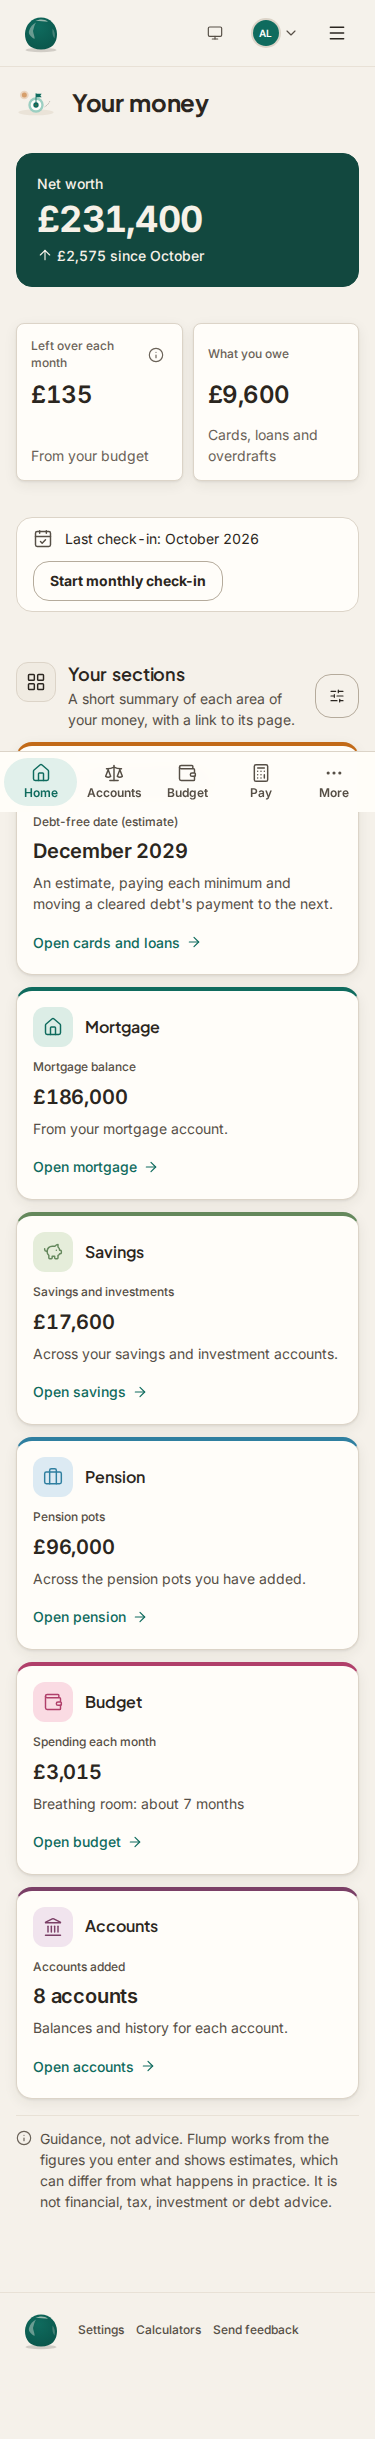 AL
Your money
Net worth
£231,400
↑ £2,575 since October
Left over each
month
£135
From your budget
What you owe
£9,600
Cards, loans and
overdrafts
Last check-in: October 2026
Start monthly check-in
Your sections
A short summary of each area of
your money, with a link to its page.
Home
Accounts
Budget
Pay
More
Debt-free date (estimate)
December 2029
An estimate, paying each minimum and
moving a cleared debt's payment to the next.
Open cards and loans →
Mortgage
Mortgage balance
£186,000
From your mortgage account.
Open mortgage →
Savings
Savings and investments
£17,600
Across your savings and investment accounts.
Open savings →
Pension
Pension pots
£96,000
Across the pension pots you have added.
Open pension →
Budget
Spending each month
£3,015
Breathing room: about 7 months
Open budget →
Accounts
Accounts added
8 accounts
Balances and history for each account.
Open accounts →
Guidance, not advice. Flump works from the
figures you enter and shows estimates, which
can differ from what happens in practice. It is
not financial, tax, investment or debt advice.
Settings
Calculators
Send feedback